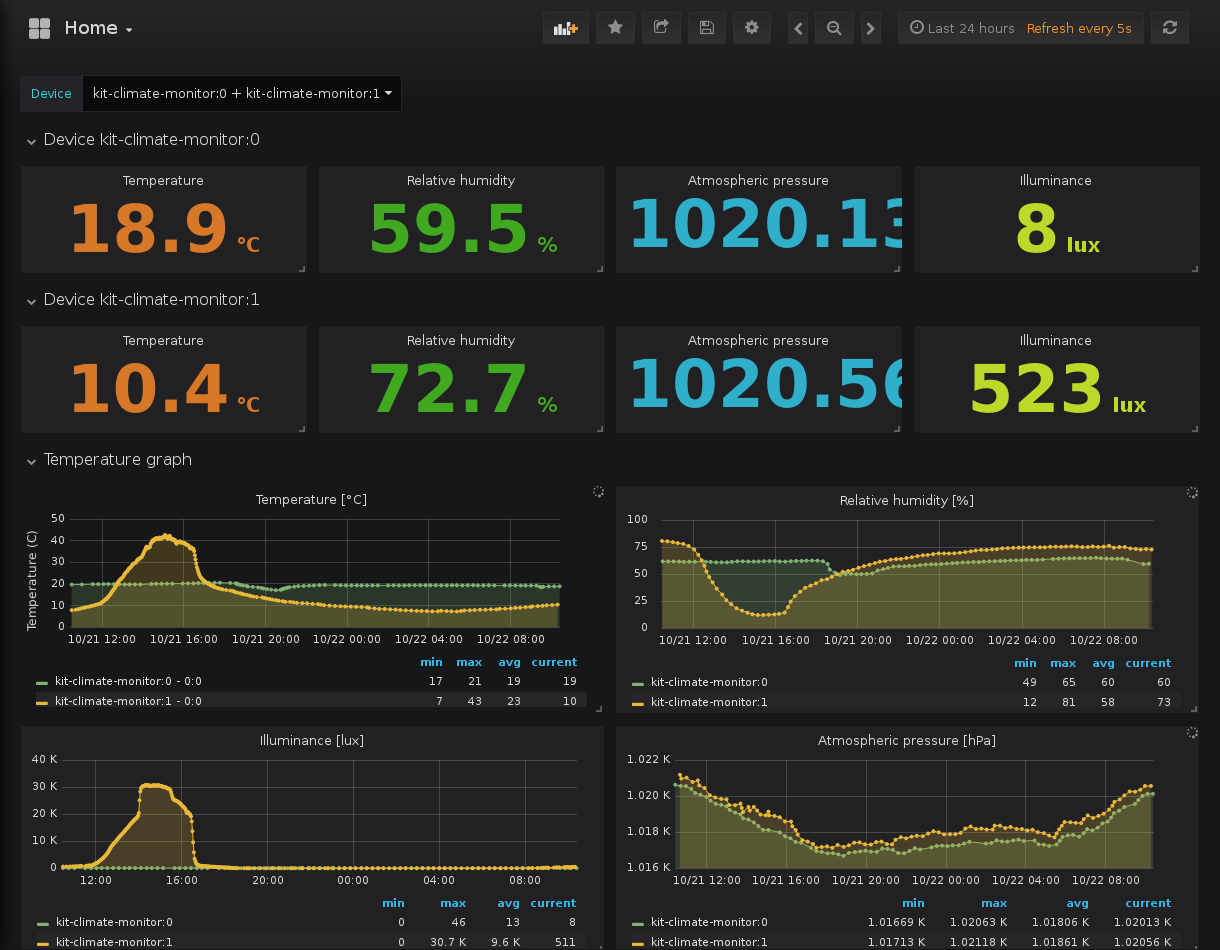 Home
Last 24 hours Refresh every 5s
Device kit-climate-monitor:0 + kit-climate-monitor:1
Device kit-climate-monitor:0
Temperature Relative humidity Atmospheric pressure Illuminance
18.9 °C 59.5 % 1020.13 8 lux
Device kit-climate-monitor:1
Temperature Relative humidity Atmospheric pressure Illuminance
10.4 °C 72.7 % 1020.56 523 lux
Temperature graph
Temperature [°C]
Temperature (C)
50
40
30
20
10
0
10/21 12:00 10/21 16:00 10/21 20:00 10/22 00:00 10/22 04:00 10/22 08:00
min max avg current
kit-climate-monitor:0 - 0:0 17 21 19 19
kit-climate-monitor:1 - 0:0 7 43 23 10
Relative humidity [%]
100
75
50
25
0
10/21 12:00 10/21 16:00 10/21 20:00 10/22 00:00 10/22 04:00 10/22 08:00
min max avg current
kit-climate-monitor:0 49 65 60 60
kit-climate-monitor:1 12 81 58 73
Illuminance [lux]
40 K
30 K
20 K
10 K
0
12:00 16:00 20:00 00:00 04:00 08:00
min max avg current
kit-climate-monitor:0 0 46 13 8
kit-climate-monitor:1 0 30.7 K 9.6 K 511
Atmospheric pressure [hPa]
1.022 K
1.020 K
1.018 K
1.016 K
10/21 12:00 10/21 16:00 10/21 20:00 10/22 00:00 10/22 04:00 10/22 08:00
min max avg current
kit-climate-monitor:0 1.01669 K 1.02063 K 1.01806 K 1.02013 K
kit-climate-monitor:1 1.01713 K 1.02118 K 1.01861 K 1.02056 K